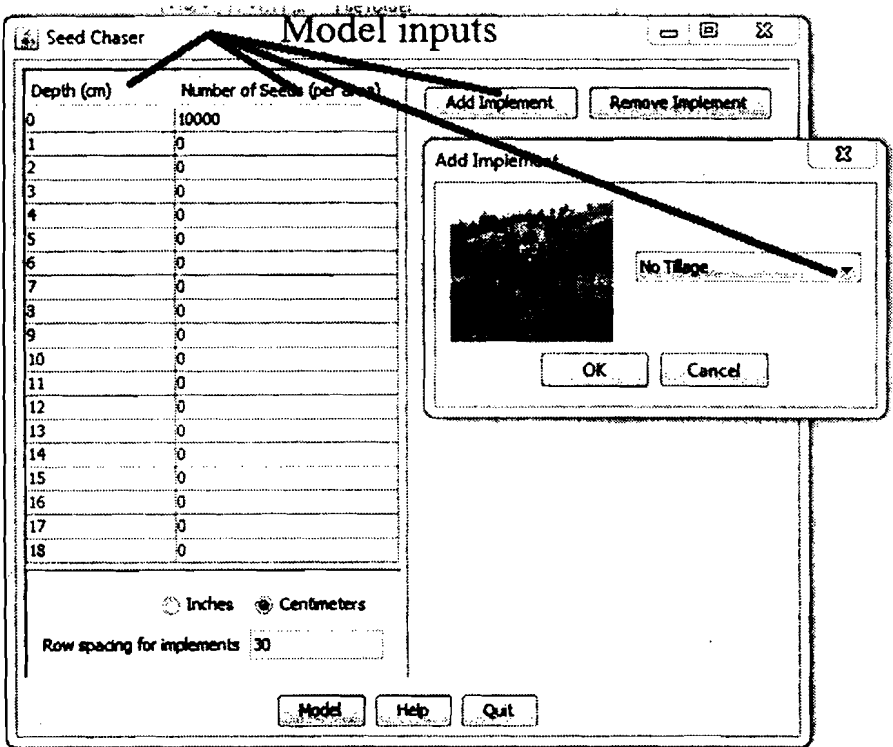 Model inputs
Seed Chaser
Depth (cm) Number of Seeds (per area)
0 10000
1 0
2 0
3 0
4 0
5 0
6 0
7 0
8 0
9 0
10 0
11 0
12 0
13 0
14 0
15 0
16 0
17 0
18 0
Inches Centimeters
Row spacing for implements 30
Add Implement Remove Implement
Add Implement
No Tillage
OK Cancel
Model Help Quit